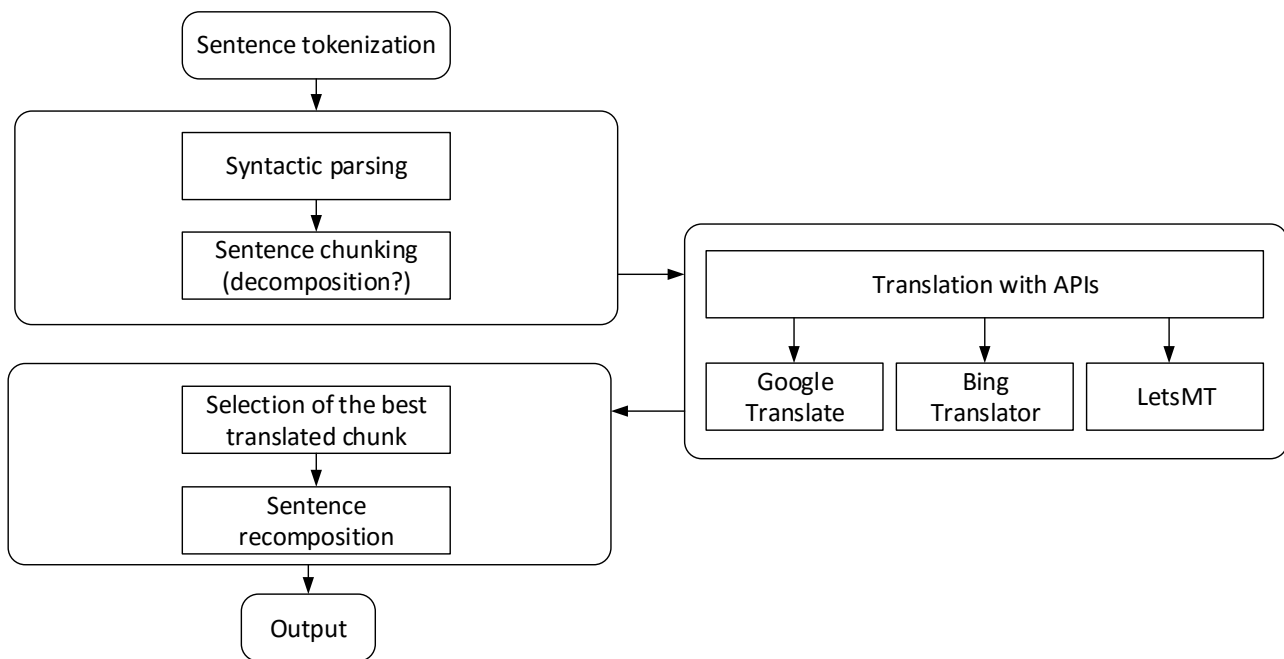 Sentence tokenization
Syntactic parsing
Sentence chunking
(decomposition?)
Translation with APIs
Google
Translate
Bing
Translator
LetsMT
Selection of the best
translated chunk
Sentence
recomposition
Output